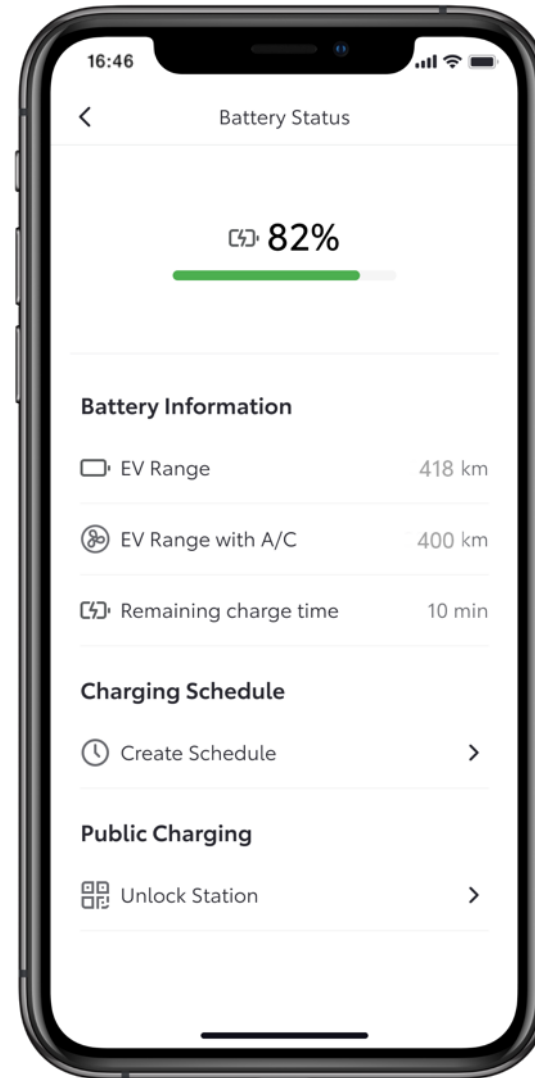 16:46
Battery Status
82%
Battery Information
EV Range 418 km
EV Range with A/C 400 km
Remaining charge time 10 min
Charging Schedule
Create Schedule
Public Charging
Unlock Station